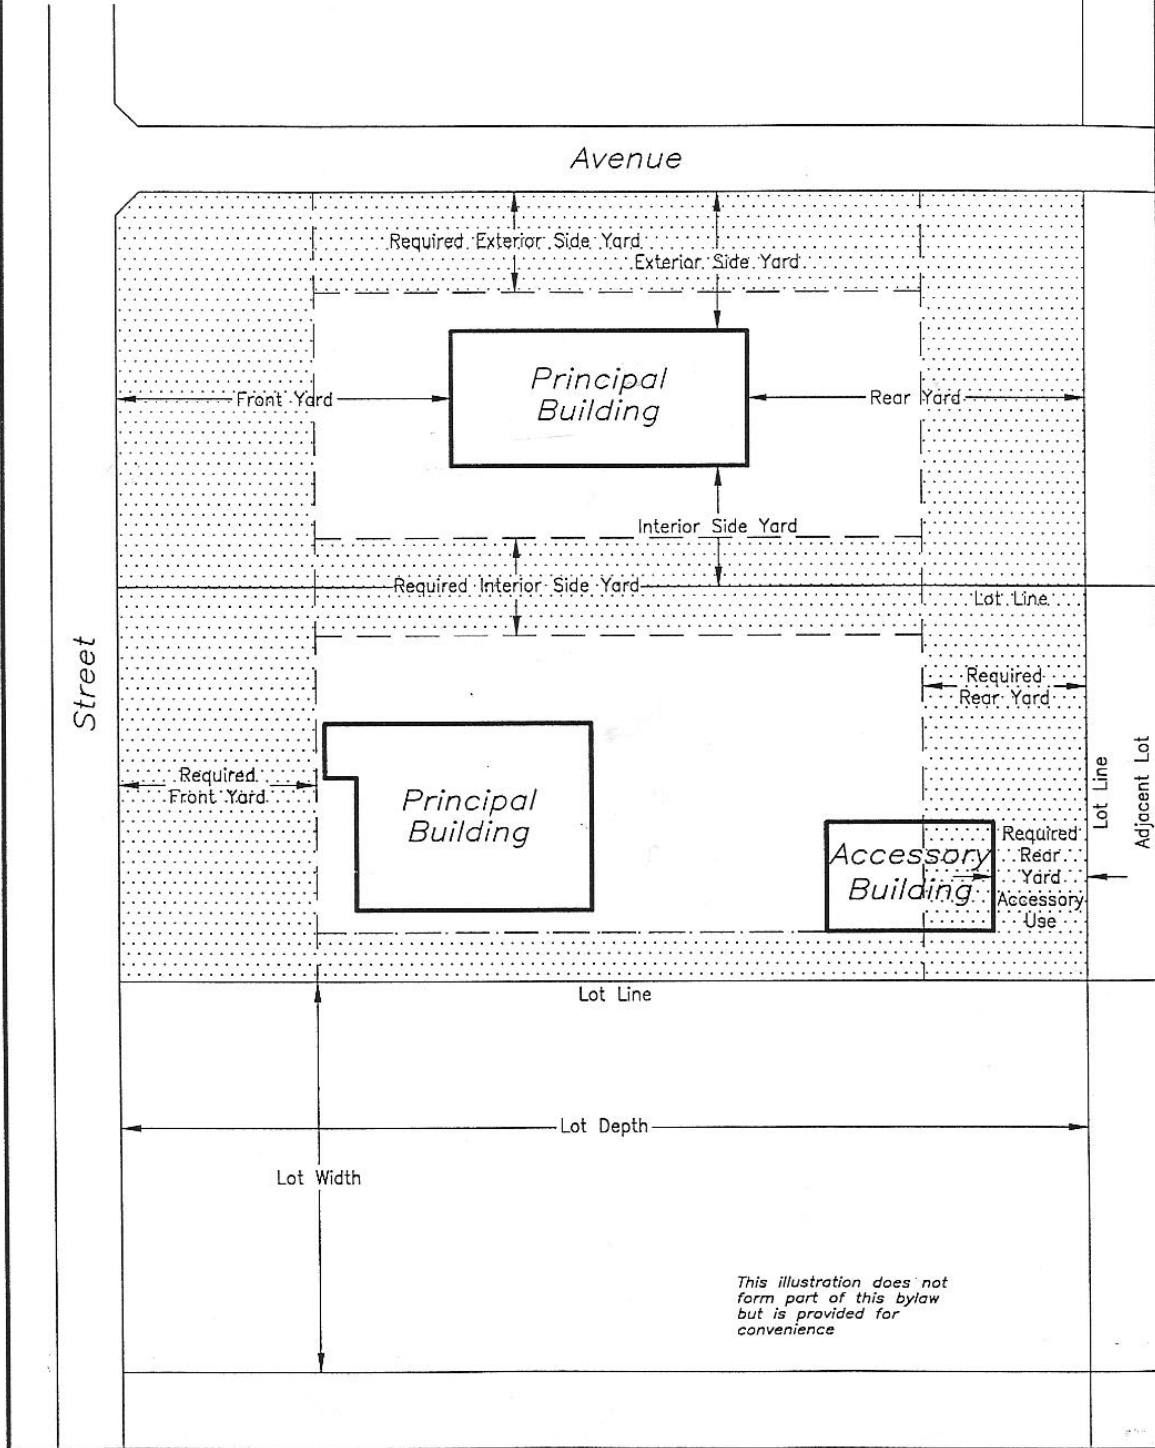 Avenue
Required Exterior Side Yard
Exterior Side Yard
Principal
Building
Front Yard
Rear Yard
Interior Side Yard
Required Interior Side Yard
Lot Line
Street
Required
Rear Yard
Required
Front Yard
Principal
Building
Lot Line
Adjacent Lot
Accessory
Building
Required
Rear
Yard
Accessory
Use
Lot Line
Lot Depth
Lot Width
This illustration does not
form part of this bylaw
but is provided for
convenience